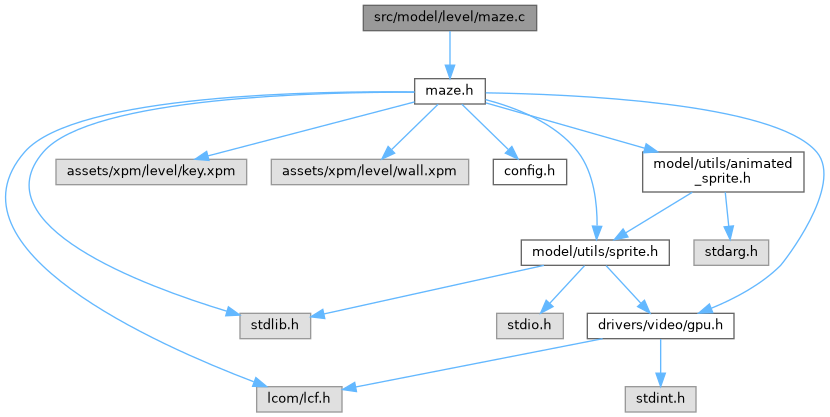 src/model/level/maze.c
maze.h
assets/xpm/level/key.xpm
assets/xpm/level/wall.xpm
config.h
model/utils/animated
_sprite.h
model/utils/sprite.h
stdarg.h
stdlib.h
stdio.h
drivers/video/gpu.h
lcom/lcf.h
stdint.h